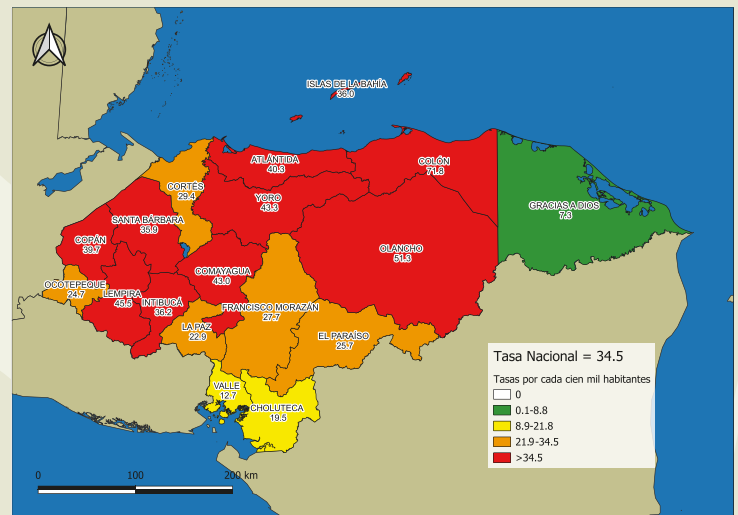 ISLAS DE LA BAHÍA
36.0
ATLÁNTIDA
40.3
COLÓN
71.8
CORTÉS
29.4
YORO
43.3
GRACIAS A DIOS
7.3
SANTA BÁRBARA
35.9
COPÁN
39.7
OLANCHO
51.3
COMAYAGUA
43.0
OCOTEPEQUE
24.7
LEMPIRA
45.5
INTIBUCÁ
36.2
FRANCISCO MORAZÁN
27.7
LA PAZ
22.9
EL PARAÍSO
25.7
VALLE
12.7
CHOLUTECA
19.5
Tasa Nacional = 34.5
Tasas por cada cien mil habitantes
0
0.1-8.8
8.9-21.8
21.9-34.5
>34.5
0 100 200 km